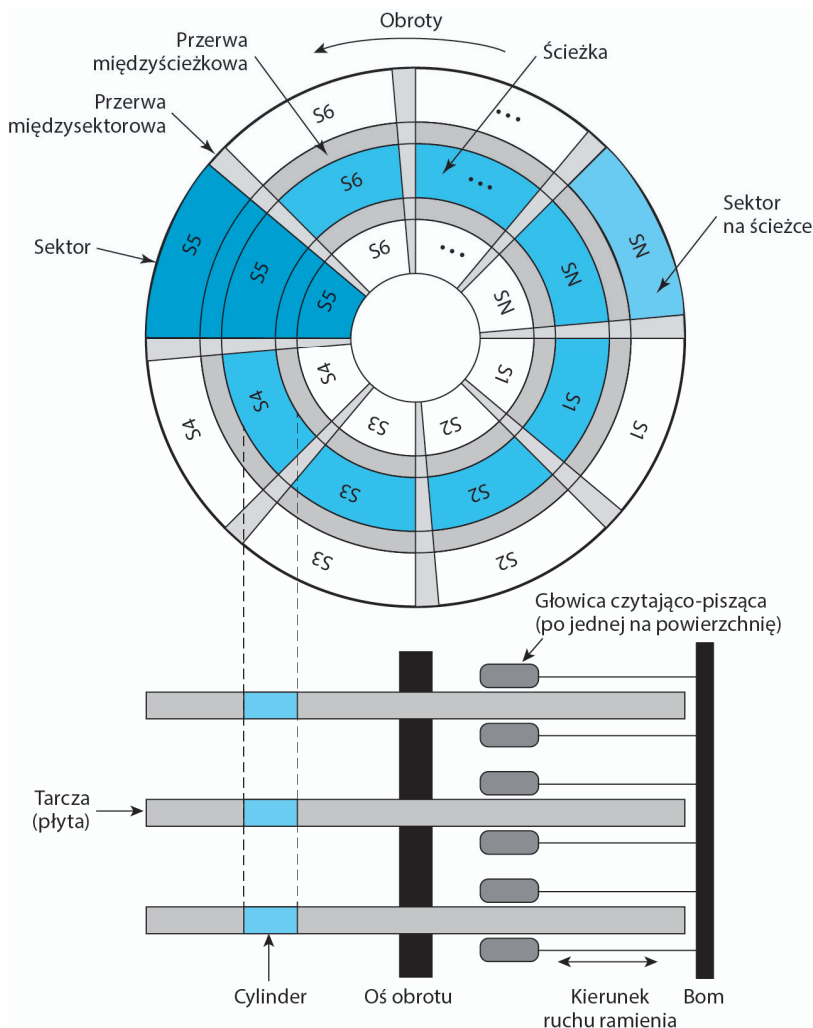 Obroty
Przerwa
międzyścieżkowa
Ścieżka
Przerwa
międzysektorowa
S6
...
S6
...
Sektor
na ścieżce
S5
SN
Sektor
S5
S6
...
SN
S5
SN
S4
S1
S4
S4
S3
S2
S1
S1
S3
S2
S3
S2
Głowica czytająco-pisząca
(po jednej na powierzchnię)
Tarcza
(płyta)
Cylinder
Oś obrotu
Kierunek
ruchu ramienia
Bom